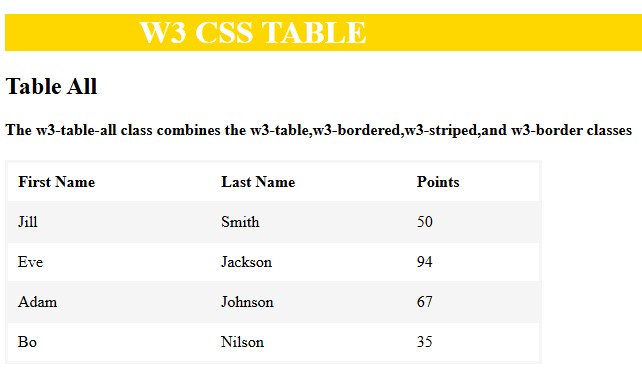 W3 CSS TABLE
Table All
The w3-table-all class combines the w3-table,w3-bordered,w3-striped,and w3-border classes
First Name Last Name Points
Jill Smith 50
Eve Jackson 94
Adam Johnson 67
Bo Nilson 35